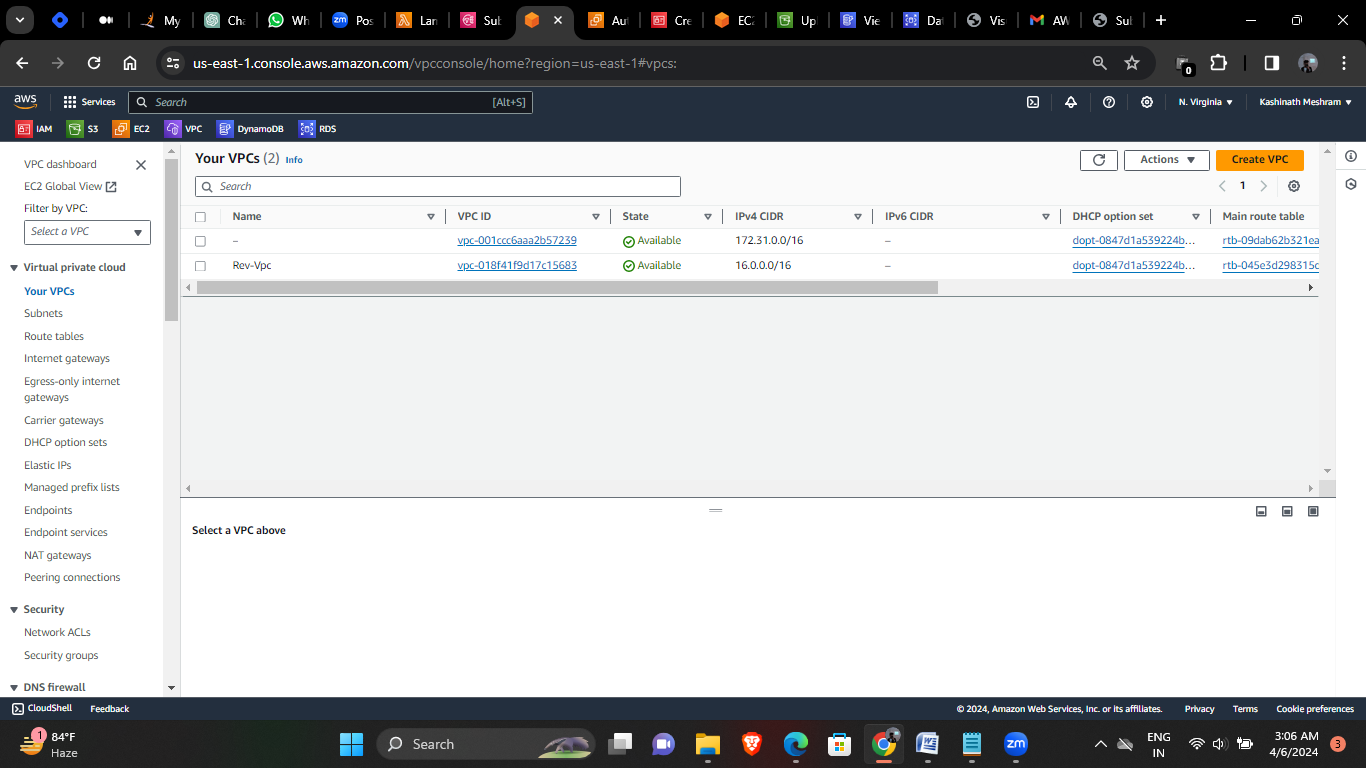 My
Cha
Wh
zm Pos
Lar
Sub
Aut
Cre
EC2
Up
Vie
Dat
Vis
AW
Sul
us-east-1.console.aws.amazon.com/vpcconsole/home?region=us-east-1#vpcs:
0
aws Services Search [Alt+S] N. Virginia Kashinath Meshram
IAM S3 EC2 VPC DynamoDB RDS
VPC dashboard
EC2 Global View
Filter by VPC:
Select a VPC
Virtual private cloud
Your VPCs
Subnets
Route tables
Internet gateways
Egress-only internet
gateways
Carrier gateways
DHCP option sets
Elastic IPs
Managed prefix lists
Endpoints
Endpoint services
NAT gateways
Peering connections
Security
Network ACLs
Security groups
DNS firewall
Your VPCs (2) Info
Actions Create VPC
Search
1
Name VPC ID State IPv4 CIDR IPv6 CIDR DHCP option set Main route table
– vpc-001ccc6aaa2b57239 Available 172.31.0.0/16 – dopt-0847d1a539224b... rtb-09dab62b321ea
Rev-Vpc vpc-018f41f9d17c15683 Available 16.0.0.0/16 – dopt-0847d1a539224b... rtb-045e3d298315c
Select a VPC above
CloudShell Feedback © 2024, Amazon Web Services, Inc. or its affiliates. Privacy Terms Cookie preferences
1
84°F
Haze
Search
zm
ENG
IN
3:06 AM
4/6/2024
3